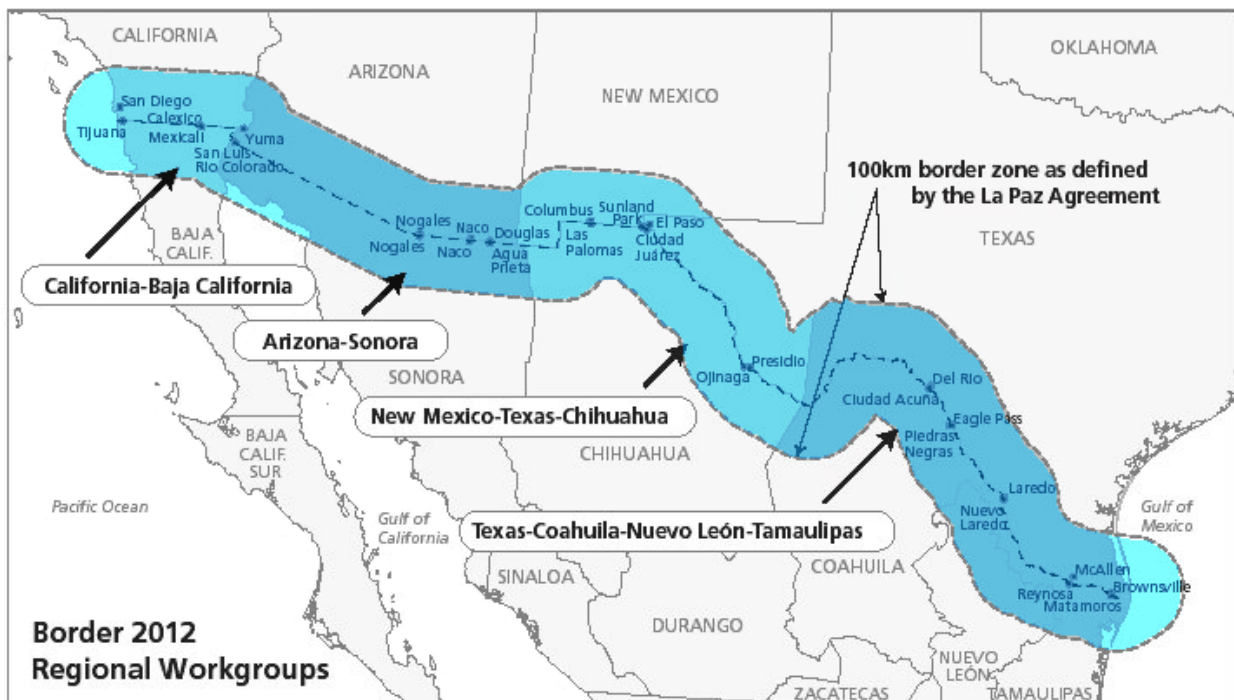 CALIFORNIA
ARIZONA
NEW MEXICO
OKLAHOMA
San Diego
Calexico
Tijuana
Mexicali
Yuma
San Luis
Rio Colorado
100km border zone as defined
by the La Paz Agreement
TEXAS
Nogales
Nogales
Naco
Naco
Douglas
Agua
Prieta
Columbus
Las
Palomas
Sunland
Park
El Paso
Ciudad
Juárez
BAJA
CALIF.
California-Baja California
Arizona-Sonora
SONORA
Ojinaga
Presidio
New Mexico-Texas-Chihuahua
CHIHUAHUA
Del Rio
Ciudad Acuña
Eagle Pass
Piedras
Negras
BAJA
CALIF.
SUR
Pacific Ocean
Gulf of
California
Texas-Coahuila-Nuevo León-Tamaulipas
Laredo
Nuevo
Laredo
Gulf of
Mexico
SINALOA
COAHUILA
McAllen
Reynosa
Brownsville
Matamoros
DURANGO
Border 2012
Regional Workgroups
NUEVO
LEÓN
ZACATECAS
TAMAULIPAS